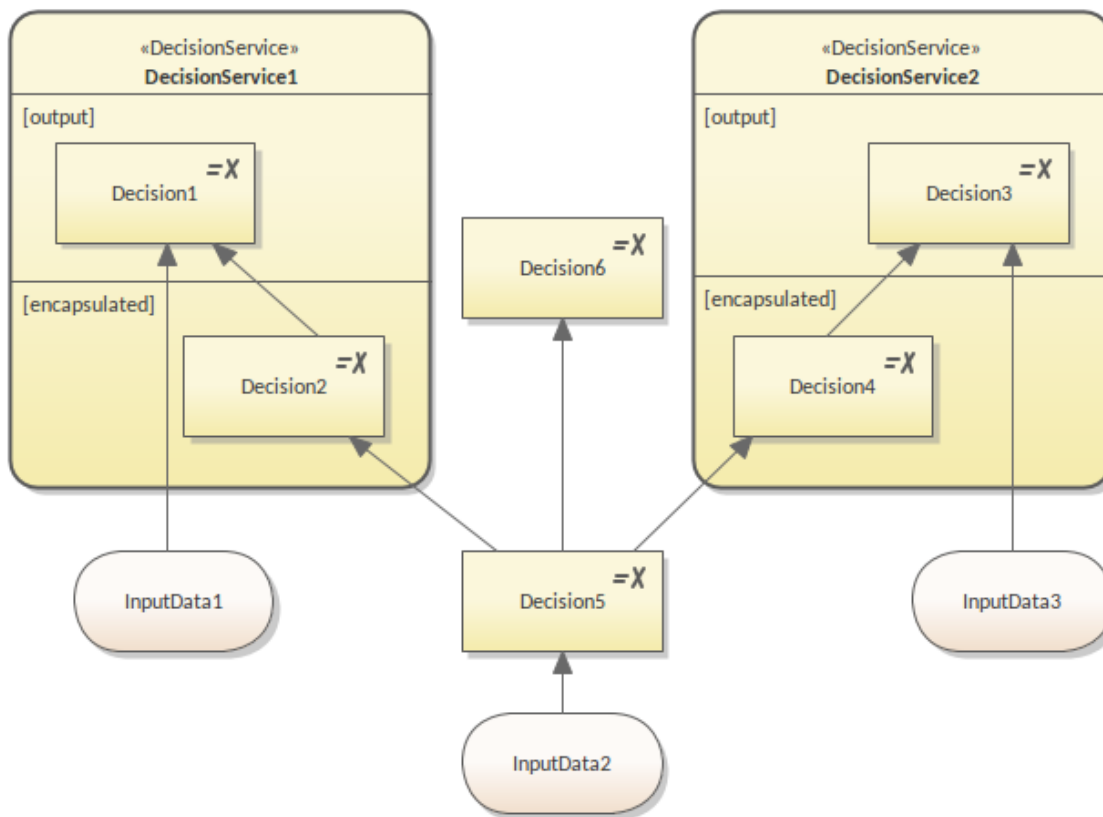 «DecisionService»
DecisionService1
[output]
=X
Decision1
[encapsulated]
=X
Decision2
=X
Decision6
«DecisionService»
DecisionService2
[output]
=X
Decision3
[encapsulated]
=X
Decision4
InputData1
=X
Decision5
InputData3
InputData2